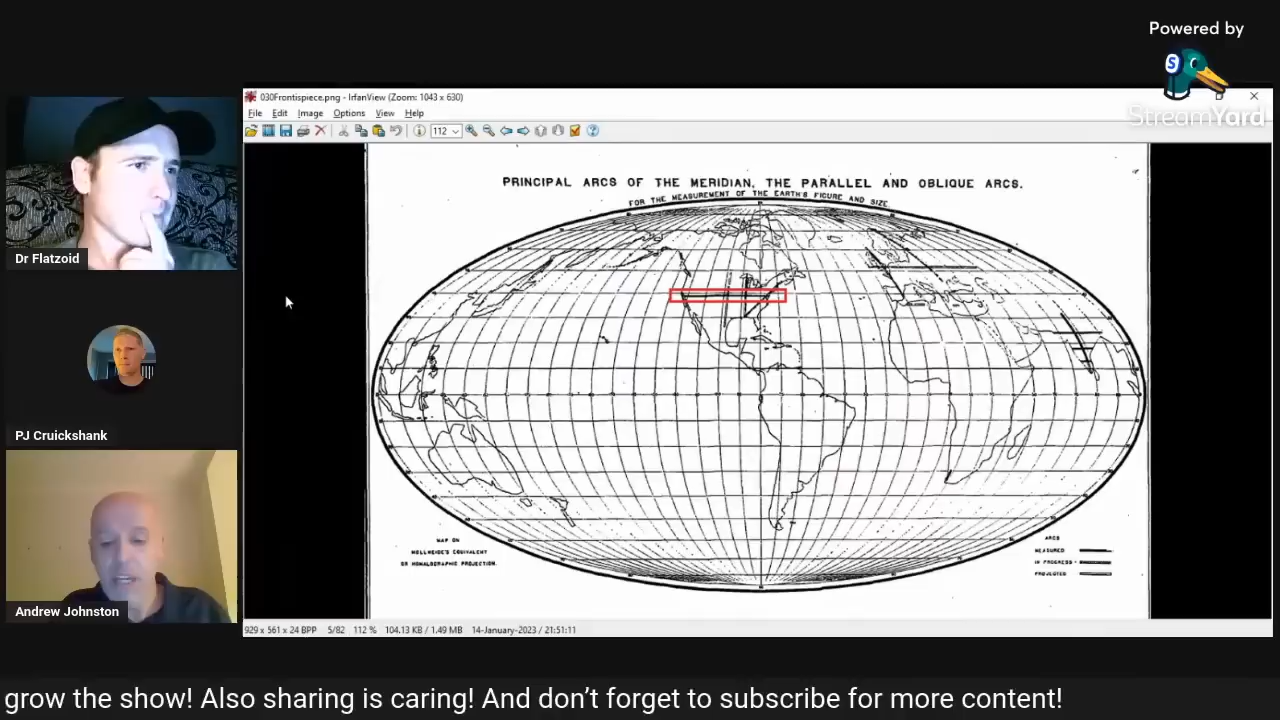 Powered by
S
StreamYard
030Frontispiece.png - IrfanView (Zoom: 1043 x 630)
File Edit Image Options View Help
112
PRINCIPAL ARCS OF THE MERIDIAN, THE PARALLEL AND OBLIQUE ARCS.
FOR THE MEASUREMENT OF THE EARTH'S FIGURE AND SIZE
Dr Flatzoid
PJ Cruickshank
Andrew Johnston
MAP ON
MOLLWEIDE'S EQUIVALENT
OR HOMALOGRAPHIC PROJECTION.
ARCS
MEASURED
IN PROGRESS
PROJECTED
929 x 561 x 24 BPP 5/82 112 % 104.13 KB / 1.49 MB 14-January-2023 / 21:51:11
grow the show! Also sharing is caring! And don’t forget to subscribe for more content!